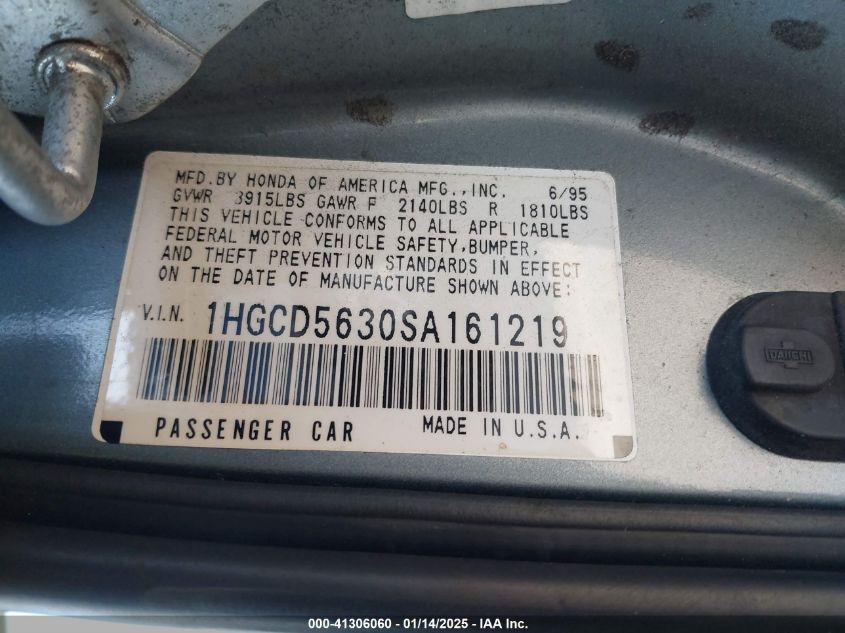 MFD.BY HONDA OF AMERICA MFG.,INC. 6/95
GVWR 3915LBS GAWR F 2140LBS R 1810LBS
THIS VEHICLE CONFORMS TO ALL APPLICABLE
FEDERAL MOTOR VEHICLE SAFETY,BUMPER,
AND THEFT PREVENTION STANDARDS IN EFFECT
ON THE DATE OF MANUFACTURE SHOWN ABOVE:
V.I.N. 1HGCD5630SA161219
PASSENGER CAR MADE IN U.S.A.
DAIICHI
000-41306060 - 01/14/2025 - IAA Inc.